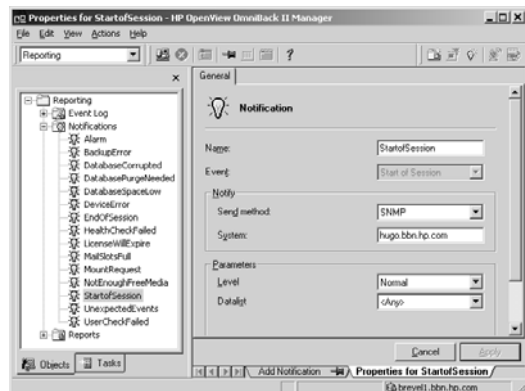 Properties for StartofSession - HP OpenView OmniBack II Manager
File Edit View Actions Help
Reporting
Reporting
Event Log
Notifications
Alarm
BackupError
DatabaseCorrupted
DatabasePurgeNeeded
DatabaseSpaceLow
DeviceError
EndOfSession
HealthCheckFailed
LicenseWillExpire
MailSlotsFull
MountRequest
NotEnoughFreeMedia
StartofSession
UnexpectedEvents
UserCheckFailed
Reports
Objects Tasks
General
Notification
Name: StartofSession
Event: Start of Session
Notify
Send method: SNMP
System: hugo.bbn.hp.com
Parameters
Level Normal
Datalist <Any>
Cancel Apply
Add Notification Properties for StartofSession
brevel1.bbn.hp.com